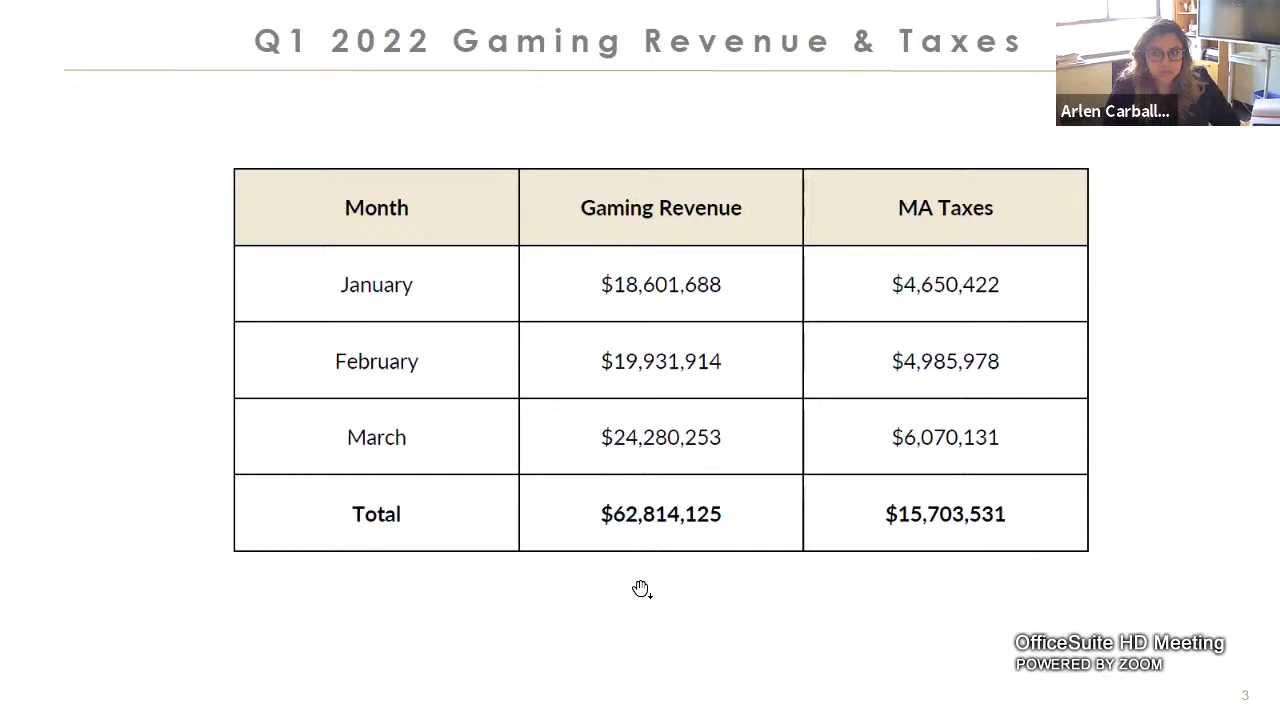 Q1 2022 Gaming Revenue & Taxes
Arlen Carball...
Month Gaming Revenue MA Taxes
January $18,601,688 $4,650,422
February $19,931,914 $4,985,978
March $24,280,253 $6,070,131
Total $62,814,125 $15,703,531
OfficeSuite HD Meeting
POWERED BY ZOOM
3